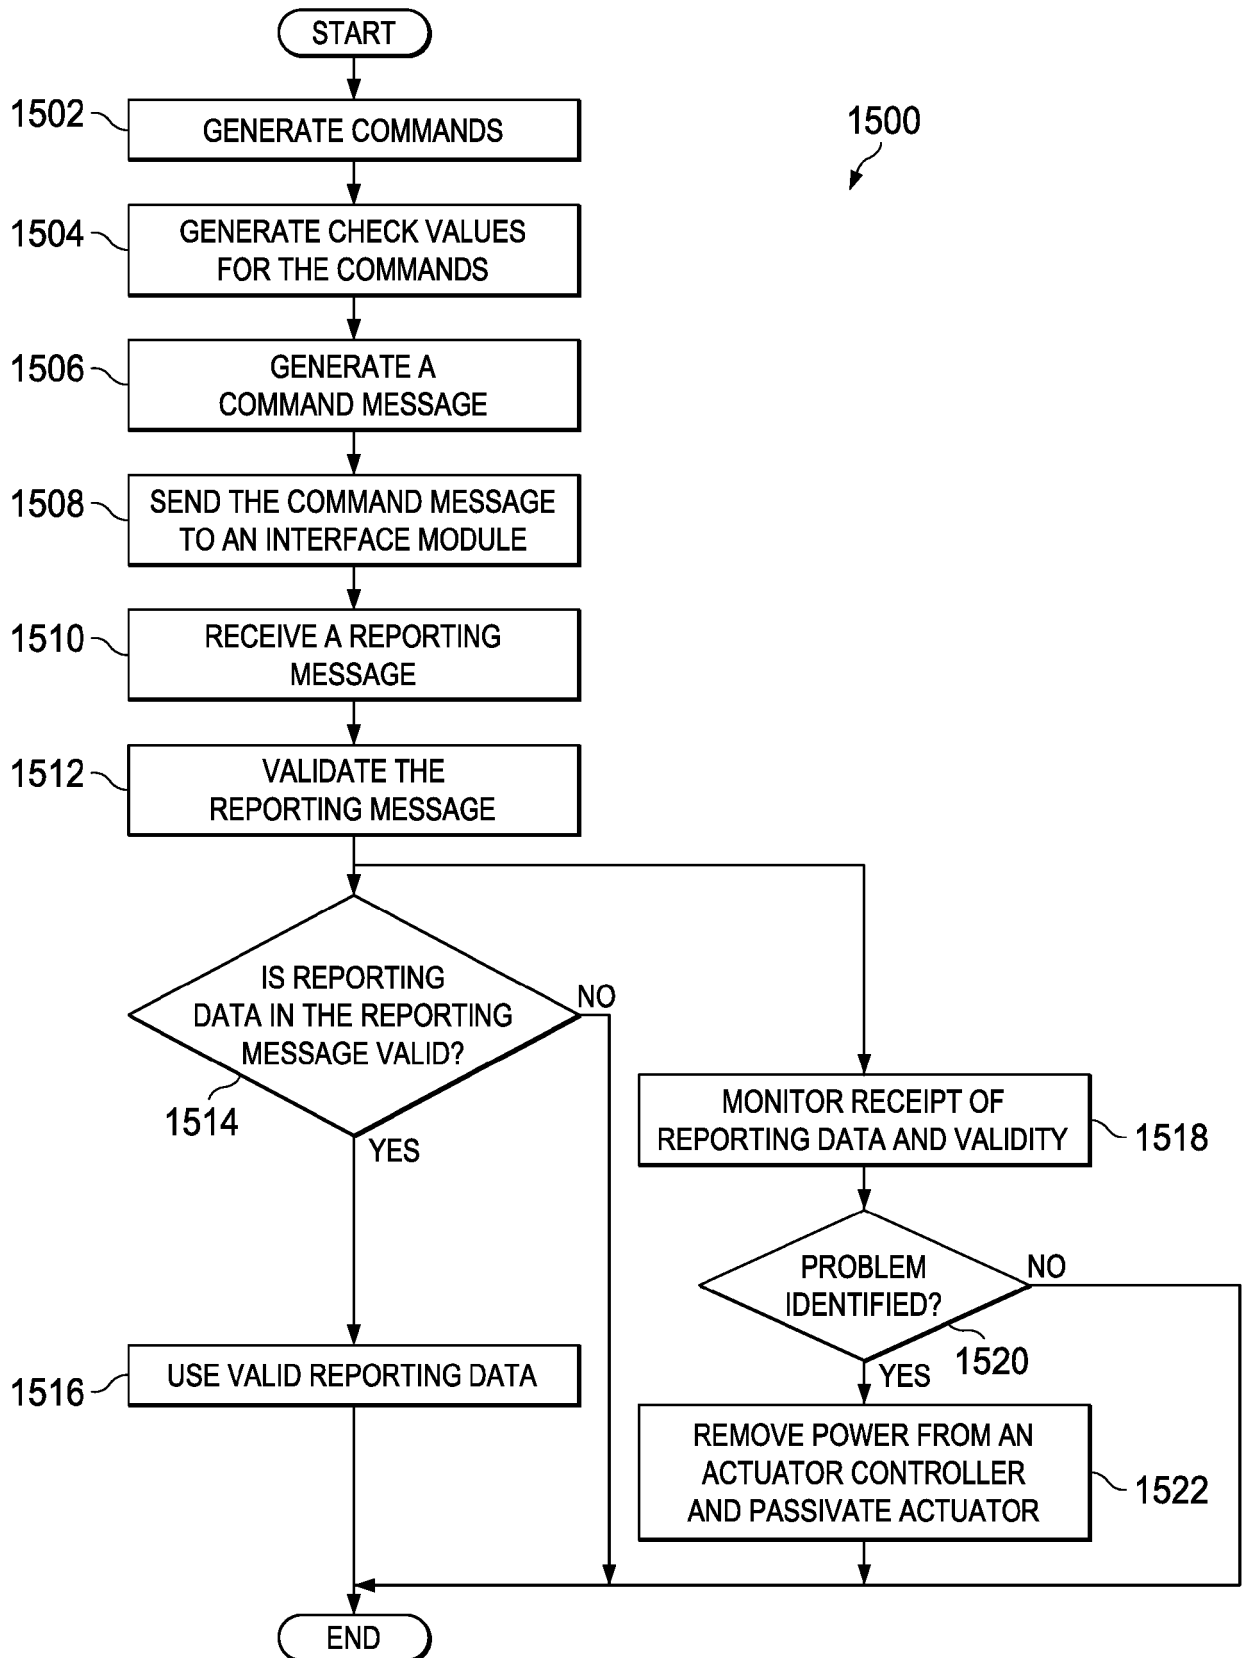 START
1502
GENERATE COMMANDS
1500
1504
GENERATE CHECK VALUES
FOR THE COMMANDS
1506
GENERATE A
COMMAND MESSAGE
1508
SEND THE COMMAND MESSAGE
TO AN INTERFACE MODULE
1510
RECEIVE A REPORTING
MESSAGE
1512
VALIDATE THE
REPORTING MESSAGE
IS REPORTING
DATA IN THE REPORTING
MESSAGE VALID?
NO
1514
YES
MONITOR RECEIPT OF
REPORTING DATA AND VALIDITY
1518
PROBLEM
IDENTIFIED?
NO
1520
YES
1516
USE VALID REPORTING DATA
REMOVE POWER FROM AN
ACTUATOR CONTROLLER
AND PASSIVATE ACTUATOR
1522
END